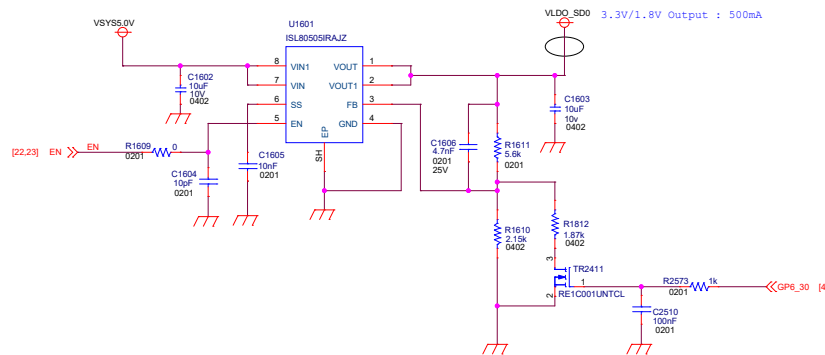 VLDO_SD0 3.3V/1.8V Output : 500mA
VSYS5.0V
U1601
ISL80505IRAJZ
8 VIN1 VOUT 1
7 VIN VOUT1 2
6 SS FB 3
5 EN GND 4
EP
SH
C1602
10uF
10V
0402
C1603
10uF
10v
0402
C1606
4.7nF
0201
25V
R1611
5.6k
0201
[22,23] EN EN
R1609 0
0201
C1604
10pF
0201
C1605
10nF
0201
R1610
2.15k
0402
R1812
1.87k
0402
TR2411
3
1
2
RE1C001UNTCL
R2573 1k
0201
GP6_30 [4
C2510
100nF
0201